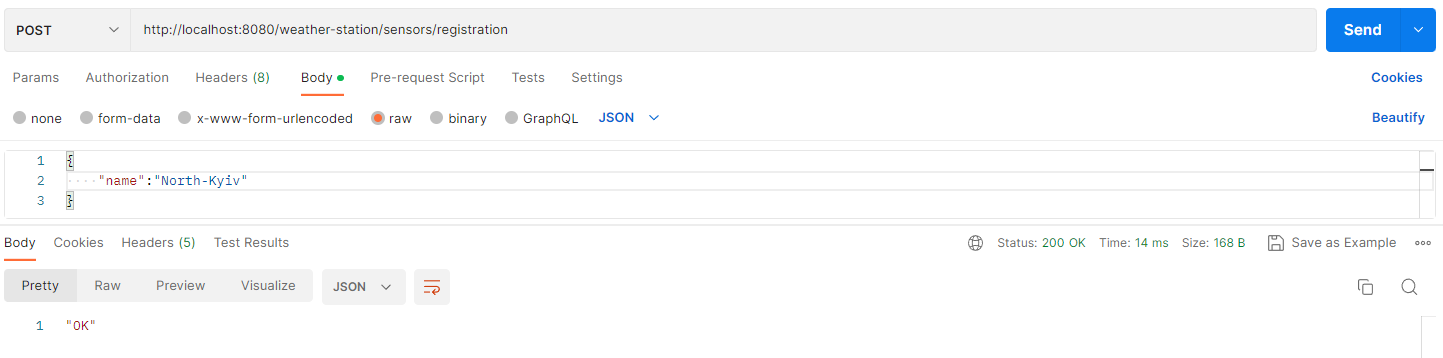 POST http://localhost:8080/weather-station/sensors/registration Send
Params Authorization Headers (8) Body Pre-request Script Tests Settings Cookies
none form-data x-www-form-urlencoded raw binary GraphQL JSON Beautify
1 {
2 "name":"North-Kyiv"
3 }
Body Cookies Headers (5) Test Results Status: 200 OK Time: 14 ms Size: 168 B Save as Example
Pretty Raw Preview Visualize JSON
1 "OK"